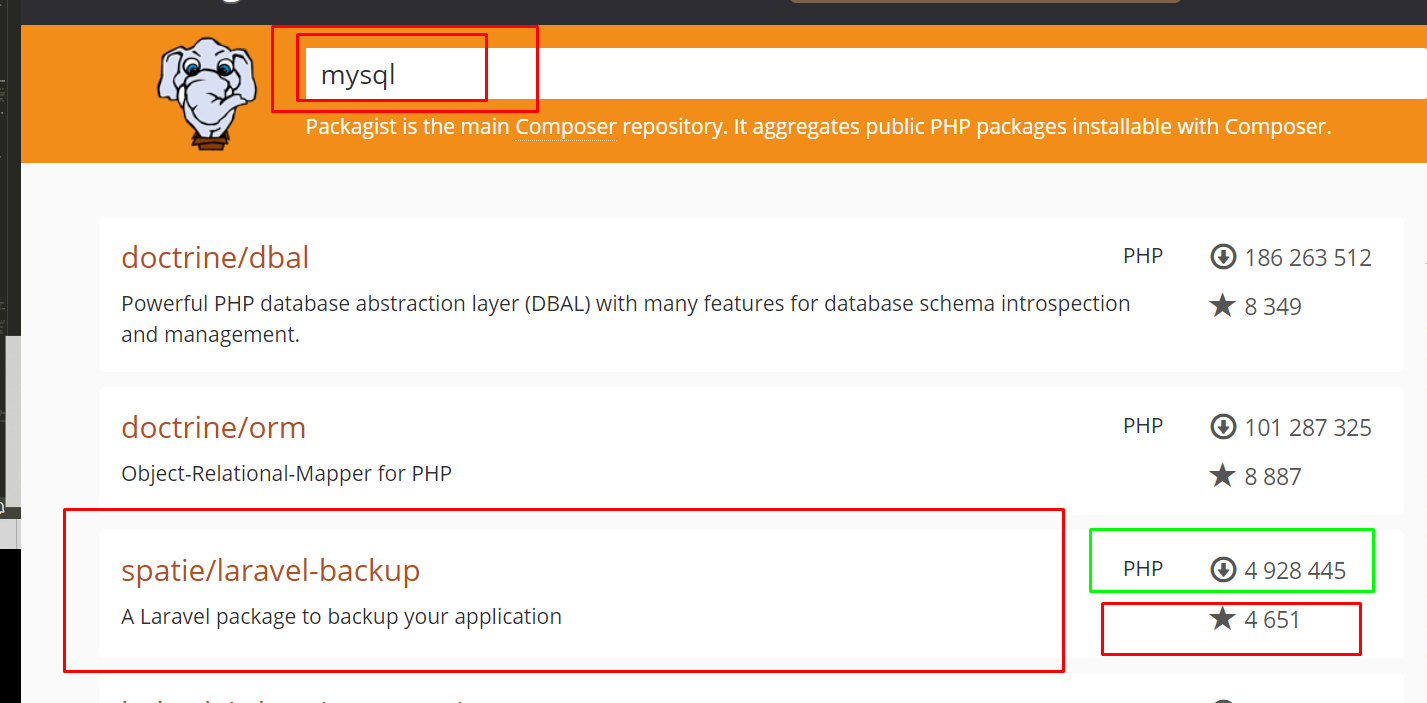 mysql
Packagist is the main Composer repository. It aggregates public PHP packages installable with Composer.
doctrine/dbal PHP 186 263 512
Powerful PHP database abstraction layer (DBAL) with many features for database schema introspection 8 349
and management.
doctrine/orm PHP 101 287 325
Object-Relational-Mapper for PHP 8 887
spatie/laravel-backup PHP 4 928 445
A Laravel package to backup your application 4 651